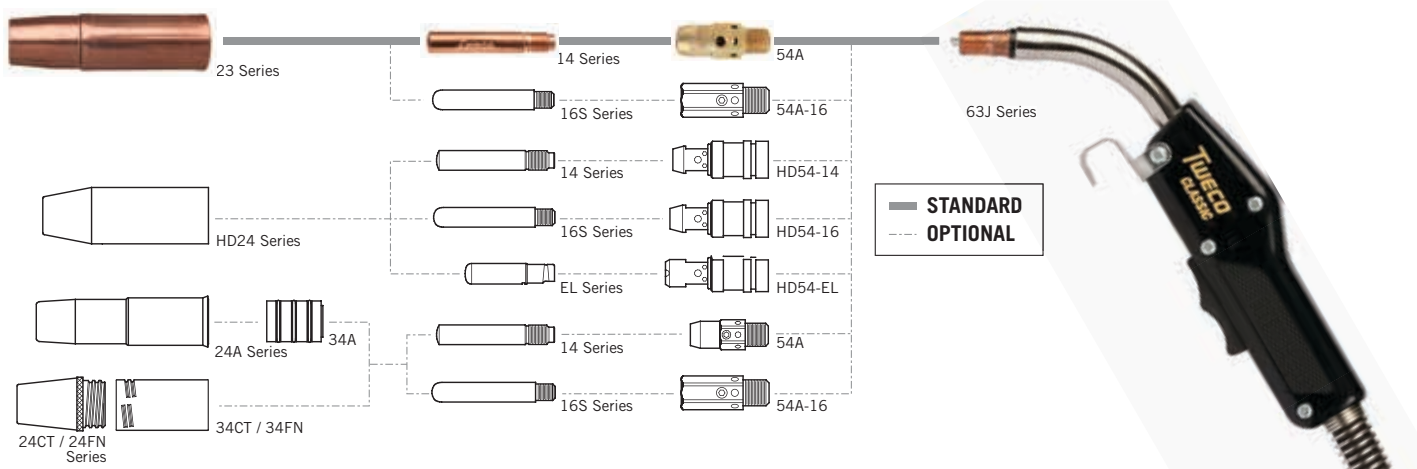 23 Series
14 Series
54A
63J Series
16S Series
54A-16
14 Series
HD54-14
HD24 Series
16S Series
HD54-16
EL Series
HD54-EL
24A Series
34A
14 Series
54A
24CT / 24FN
Series
34CT / 34FN
16S Series
54A-16
STANDARD
OPTIONAL
TWECO
CLASSIC